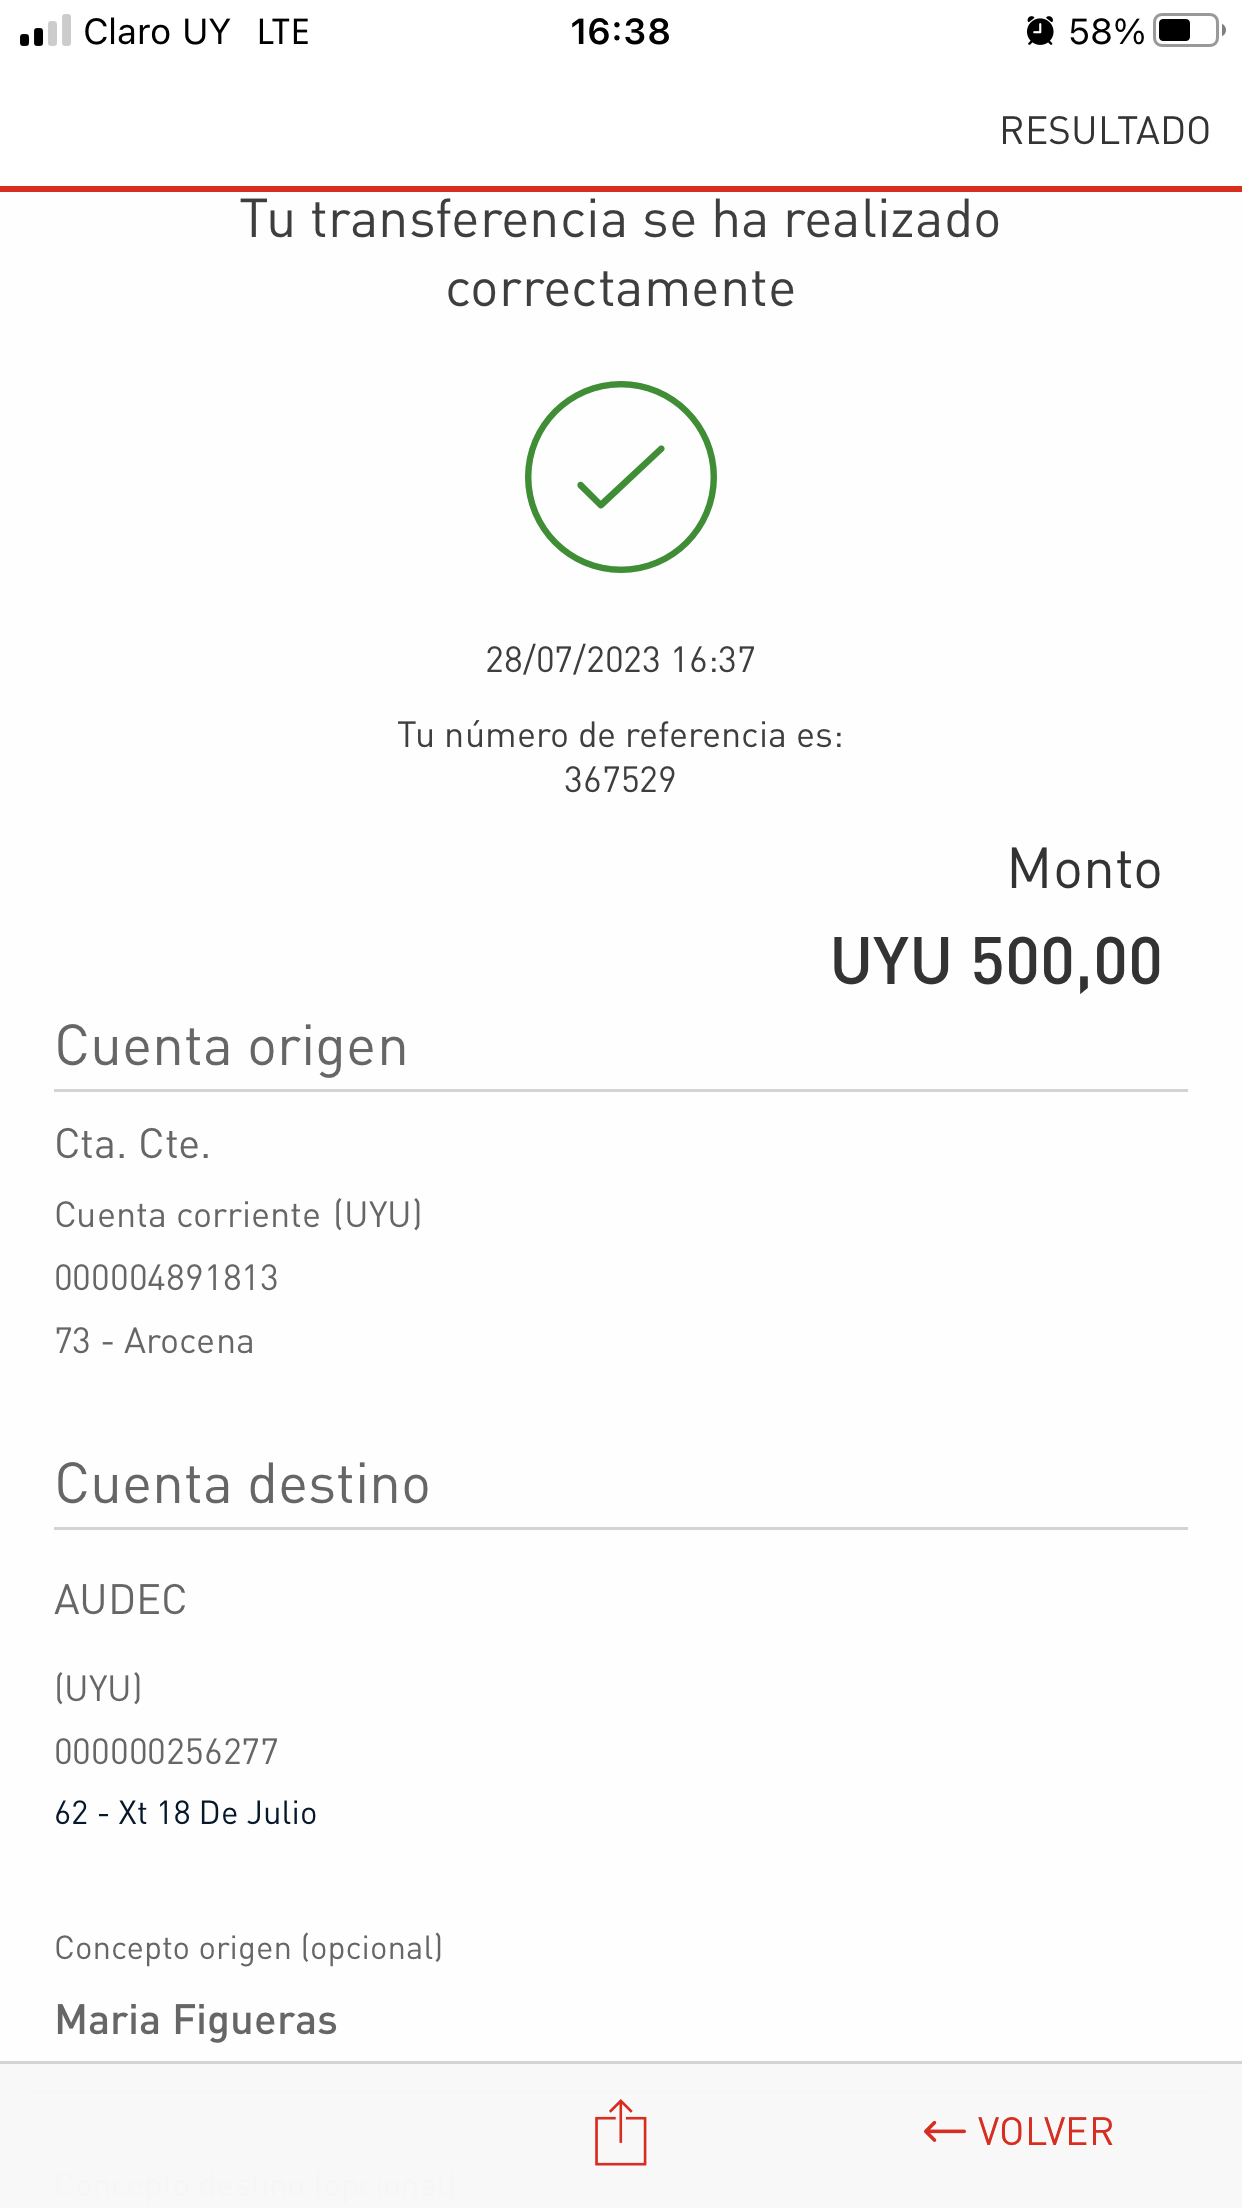 Claro UY LTE 16:38 58%
RESULTADO
Tu transferencia se ha realizado
correctamente
28/07/2023 16:37
Tu número de referencia es:
367529
Monto
UYU 500,00
Cuenta origen
Cta. Cte.
Cuenta corriente (UYU)
000004891813
73 - Arocena
Cuenta destino
AUDEC
(UYU)
000000256277
62 - Xt 18 De Julio
Concepto origen (opcional)
Maria Figueras
VOLVER